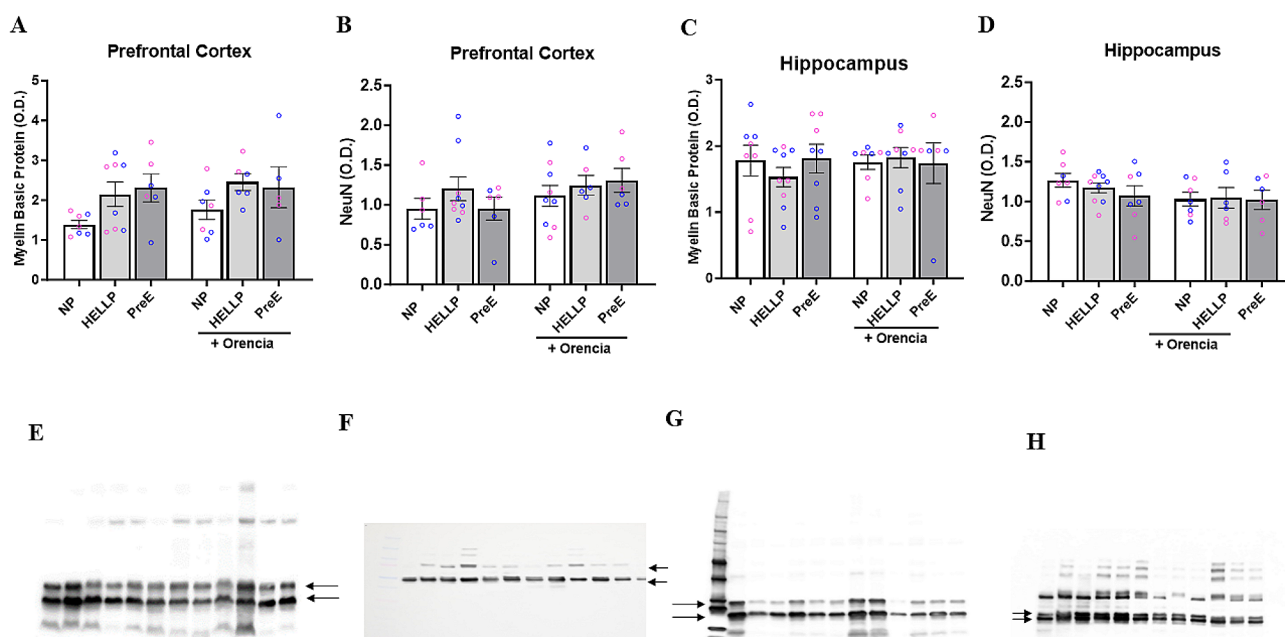 A
Prefrontal Cortex
Myelin Basic Protein (O.D.)
5
4
3
2
1
0
NP
HELLP
PreE
NP
HELLP
PreE
+ Orencia
B
Prefrontal Cortex
NeuN (O.D.)
2.5
2.0
1.5
1.0
0.5
0.0
NP
HELLP
PreE
NP
HELLP
PreE
+ Orencia
C
Hippocampus
Myelin Basic Protein (O.D.)
3
2
1
0
NP
HELLP
PreE
NP
HELLP
PreE
+ Orencia
D
Hippocampus
NeuN (O.D.)
2.5
2.0
1.5
1.0
0.5
0.0
NP
HELLP
PreE
NP
HELLP
PreE
+ Orencia
E
F
G
H